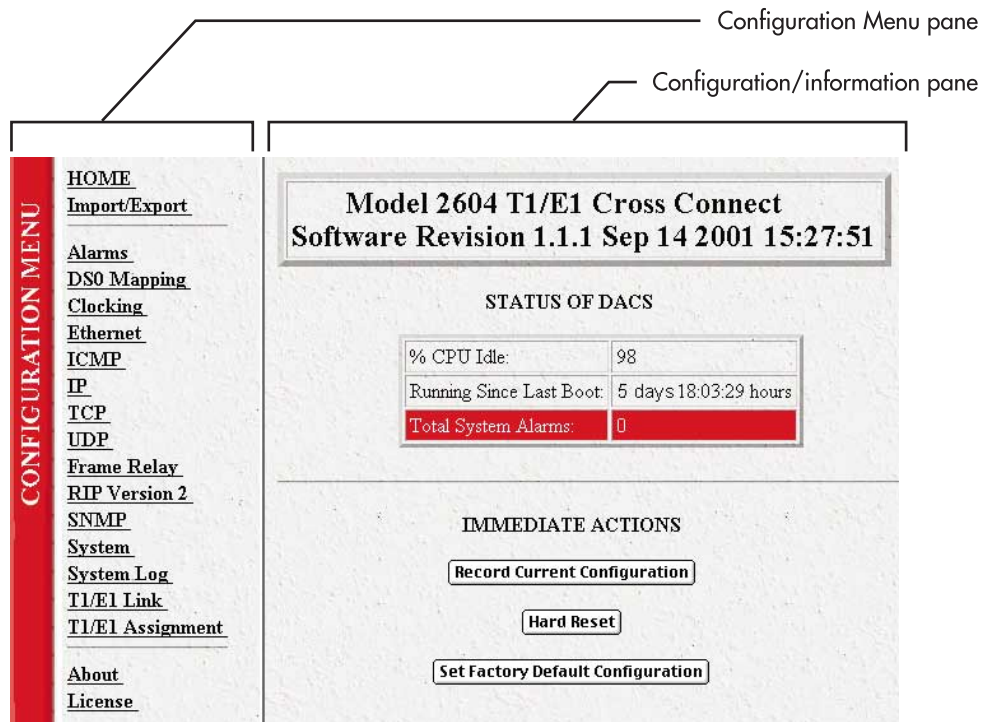 Configuration Menu pane
Configuration/information pane
CONFIGURATION MENU
HOME
Import/Export
Alarms
DS0 Mapping
Clocking
Ethernet
ICMP
IP
TCP
UDP
Frame Relay
RIP Version 2
SNMP
System
System Log
T1/E1 Link
T1/E1 Assignment
About
License
Model 2604 T1/E1 Cross Connect
Software Revision 1.1.1 Sep 14 2001 15:27:51
STATUS OF DACS
% CPU Idle: 98
Running Since Last Boot: 5 days 18:03:29 hours
Total System Alarms: 0
IMMEDIATE ACTIONS
Record Current Configuration
Hard Reset
Set Factory Default Configuration